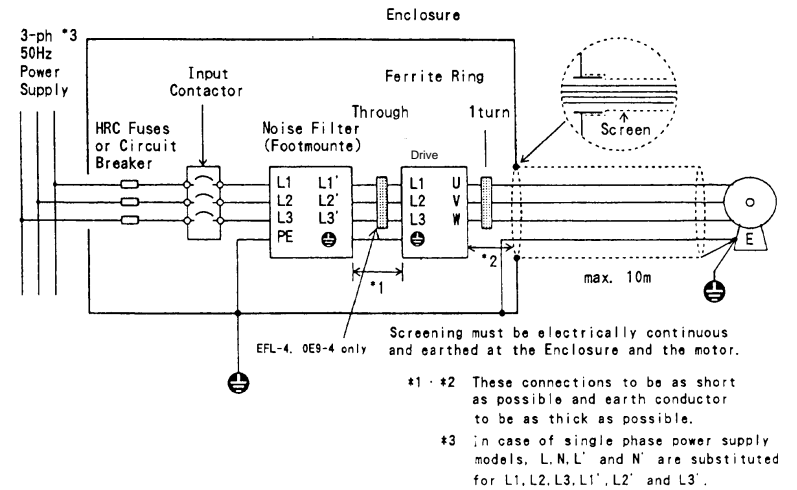 Enclosure
3-ph *3
50Hz
Power
Supply
Input
Contactor
Ferrite Ring
Through
1turn
Screen
HRC Fuses
or Circuit
Breaker
Noise Filter
(Footmounte)
Drive
L1 L1'
L2 L2'
L3 L3'
PE
L1 U
L2 V
L3 W
E
*1
*2
max. 10m
EFL-4. 0E9-4 only
Screening must be electrically continuous
and earthed at the Enclosure and the motor.
*1 · *2 These connections to be as short
as possible and earth conductor
to be as thick as possible.
*3 in case of single phase power supply
models, L,N,L' and N' are substituted
for L1,L2,L3,L1',L2' and L3'.